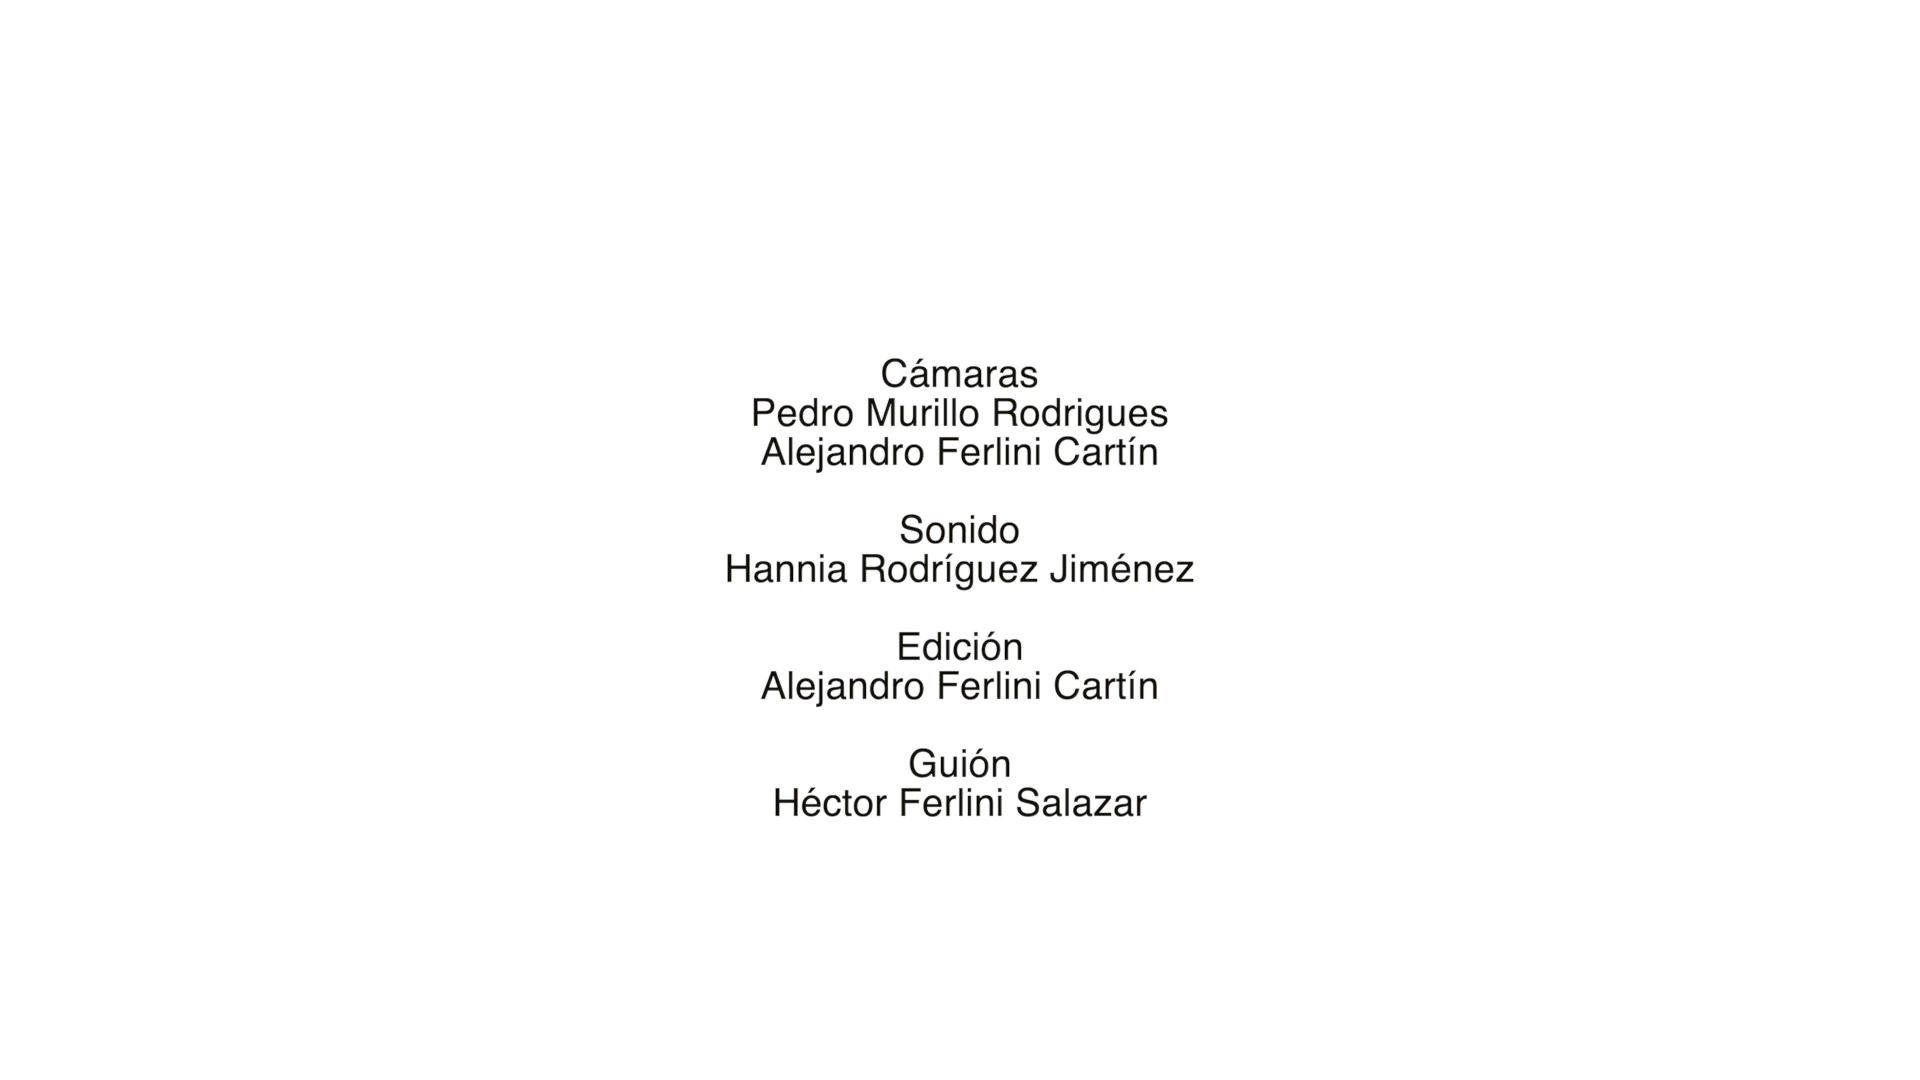 Cámaras
Pedro Murillo Rodrigues
Alejandro Ferlini Cartín
Sonido
Hannia Rodríguez Jiménez
Edición
Alejandro Ferlini Cartín
Guión
Héctor Ferlini Salazar